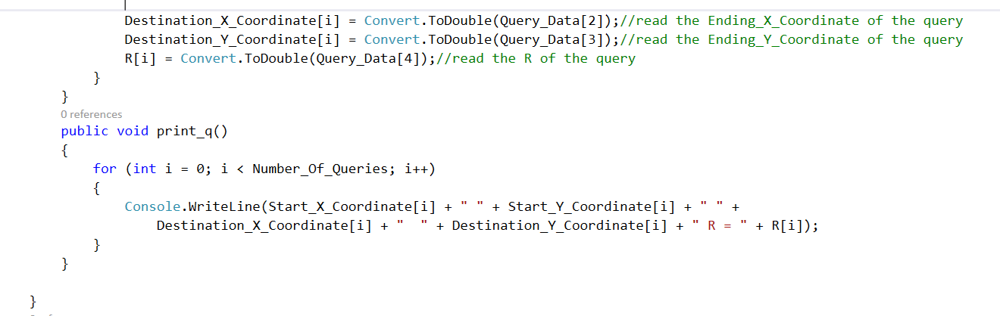 Destination_X_Coordinate[i] = Convert.ToDouble(Query_Data[2]);//read the Ending_X_Coordinate of the query
Destination_Y_Coordinate[i] = Convert.ToDouble(Query_Data[3]);//read the Ending_Y_Coordinate of the query
R[i] = Convert.ToDouble(Query_Data[4]);//read the R of the query
}
}
0 references
public void print_q()
{
for (int i = 0; i < Number_Of_Queries; i++)
{
Console.WriteLine(Start_X_Coordinate[i] + " " + Start_Y_Coordinate[i] + " " +
Destination_X_Coordinate[i] + "  " + Destination_Y_Coordinate[i] + " R = " + R[i]);
}
}
}